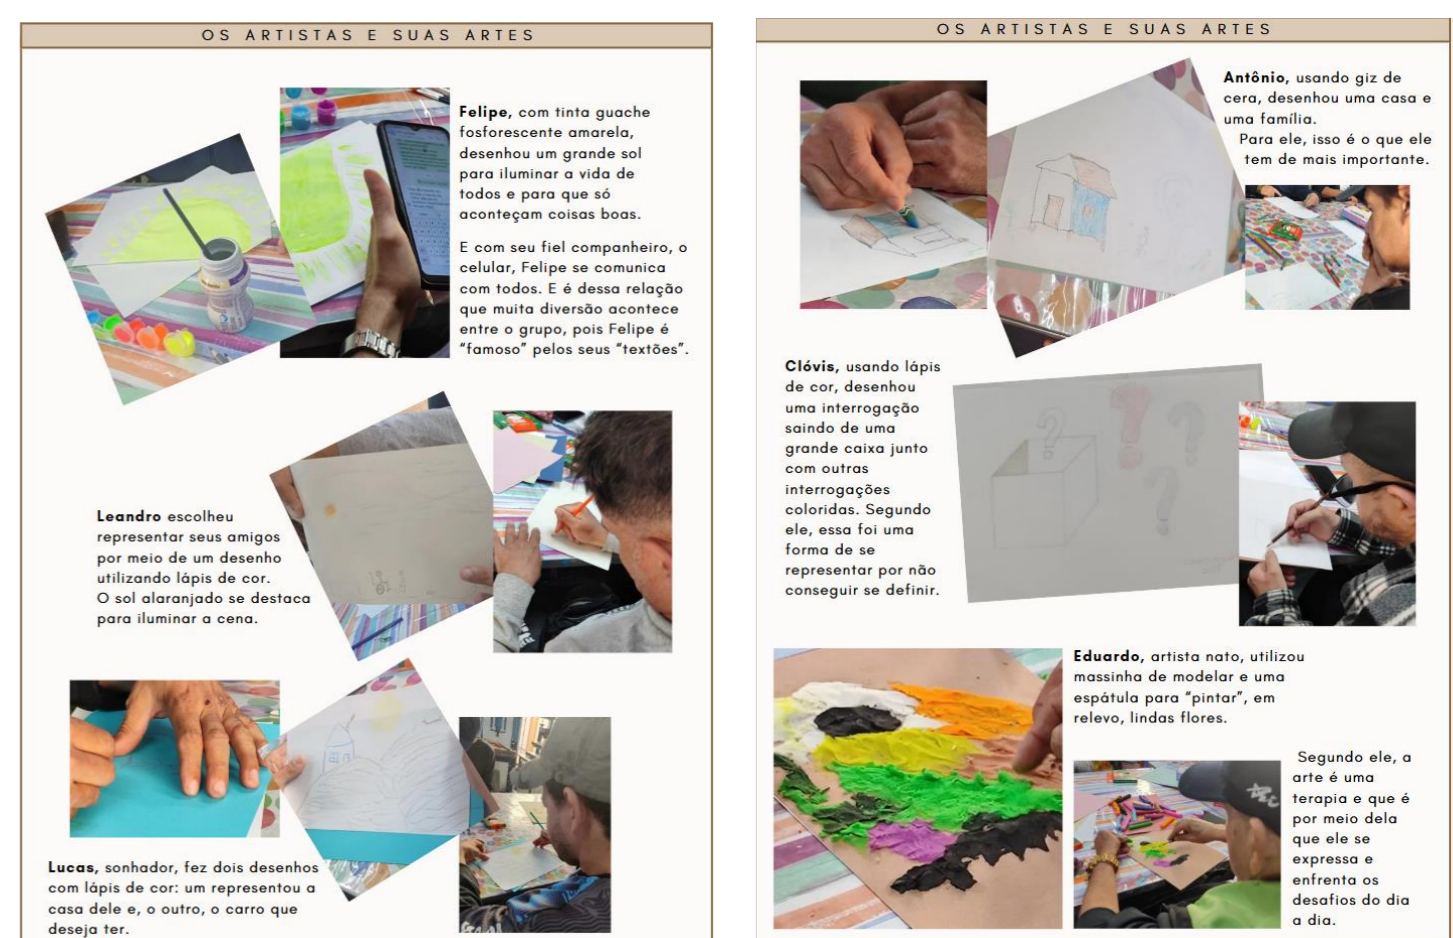 OS ARTISTAS E SUAS ARTES
Felipe, com tinta guache
fosforescente amarela,
desenhou um grande sol
para iluminar a vida de
todos e para que só
aconteçam coisas boas.
E com seu fiel companheiro, o
celular, Felipe se comunica
com todos. E é dessa relação
que muita diversão acontece
entre o grupo, pois Felipe é
“famoso” pelos seus “textões”.
Leandro escolheu
representar seus amigos
por meio de um desenho
utilizando lápis de cor.
O sol alaranjado se destaca
para iluminar a cena.
Lucas, sonhador, fez dois desenhos
com lápis de cor: um representou a
casa dele e, o outro, o carro que
deseja ter.
OS ARTISTAS E SUAS ARTES
Antônio, usando giz de
cera, desenhou uma casa e
uma família.
Para ele, isso é o que ele
tem de mais importante.
Clóvis, usando lápis
de cor, desenhou
uma interrogação
saindo de uma
grande caixa junto
com outras
interrogações
coloridas. Segundo
ele, essa foi uma
forma de se
representar por não
conseguir se definir.
Eduardo, artista nato, utilizou
massinha de modelar e uma
espátula para “pintar”, em
relevo, lindas flores.
Segundo ele, a
arte é uma
terapia e que é
por meio dela
que ele se
expressa e
enfrenta os
desafios do dia
a dia.